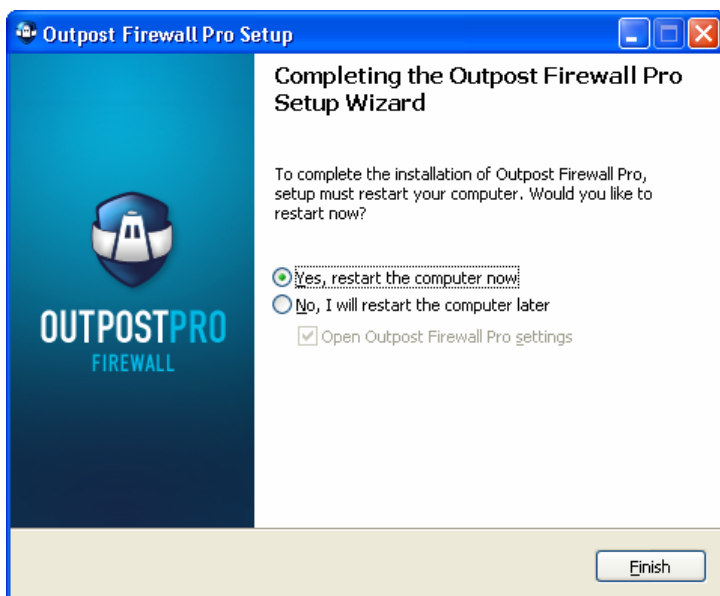 Outpost Firewall Pro Setup
Completing the Outpost Firewall Pro
Setup Wizard
To complete the installation of Outpost Firewall Pro,
setup must restart your computer. Would you like to
restart now?
Yes, restart the computer now
No, I will restart the computer later
Open Outpost Firewall Pro settings
OUTPOSTPRO
FIREWALL
Finish